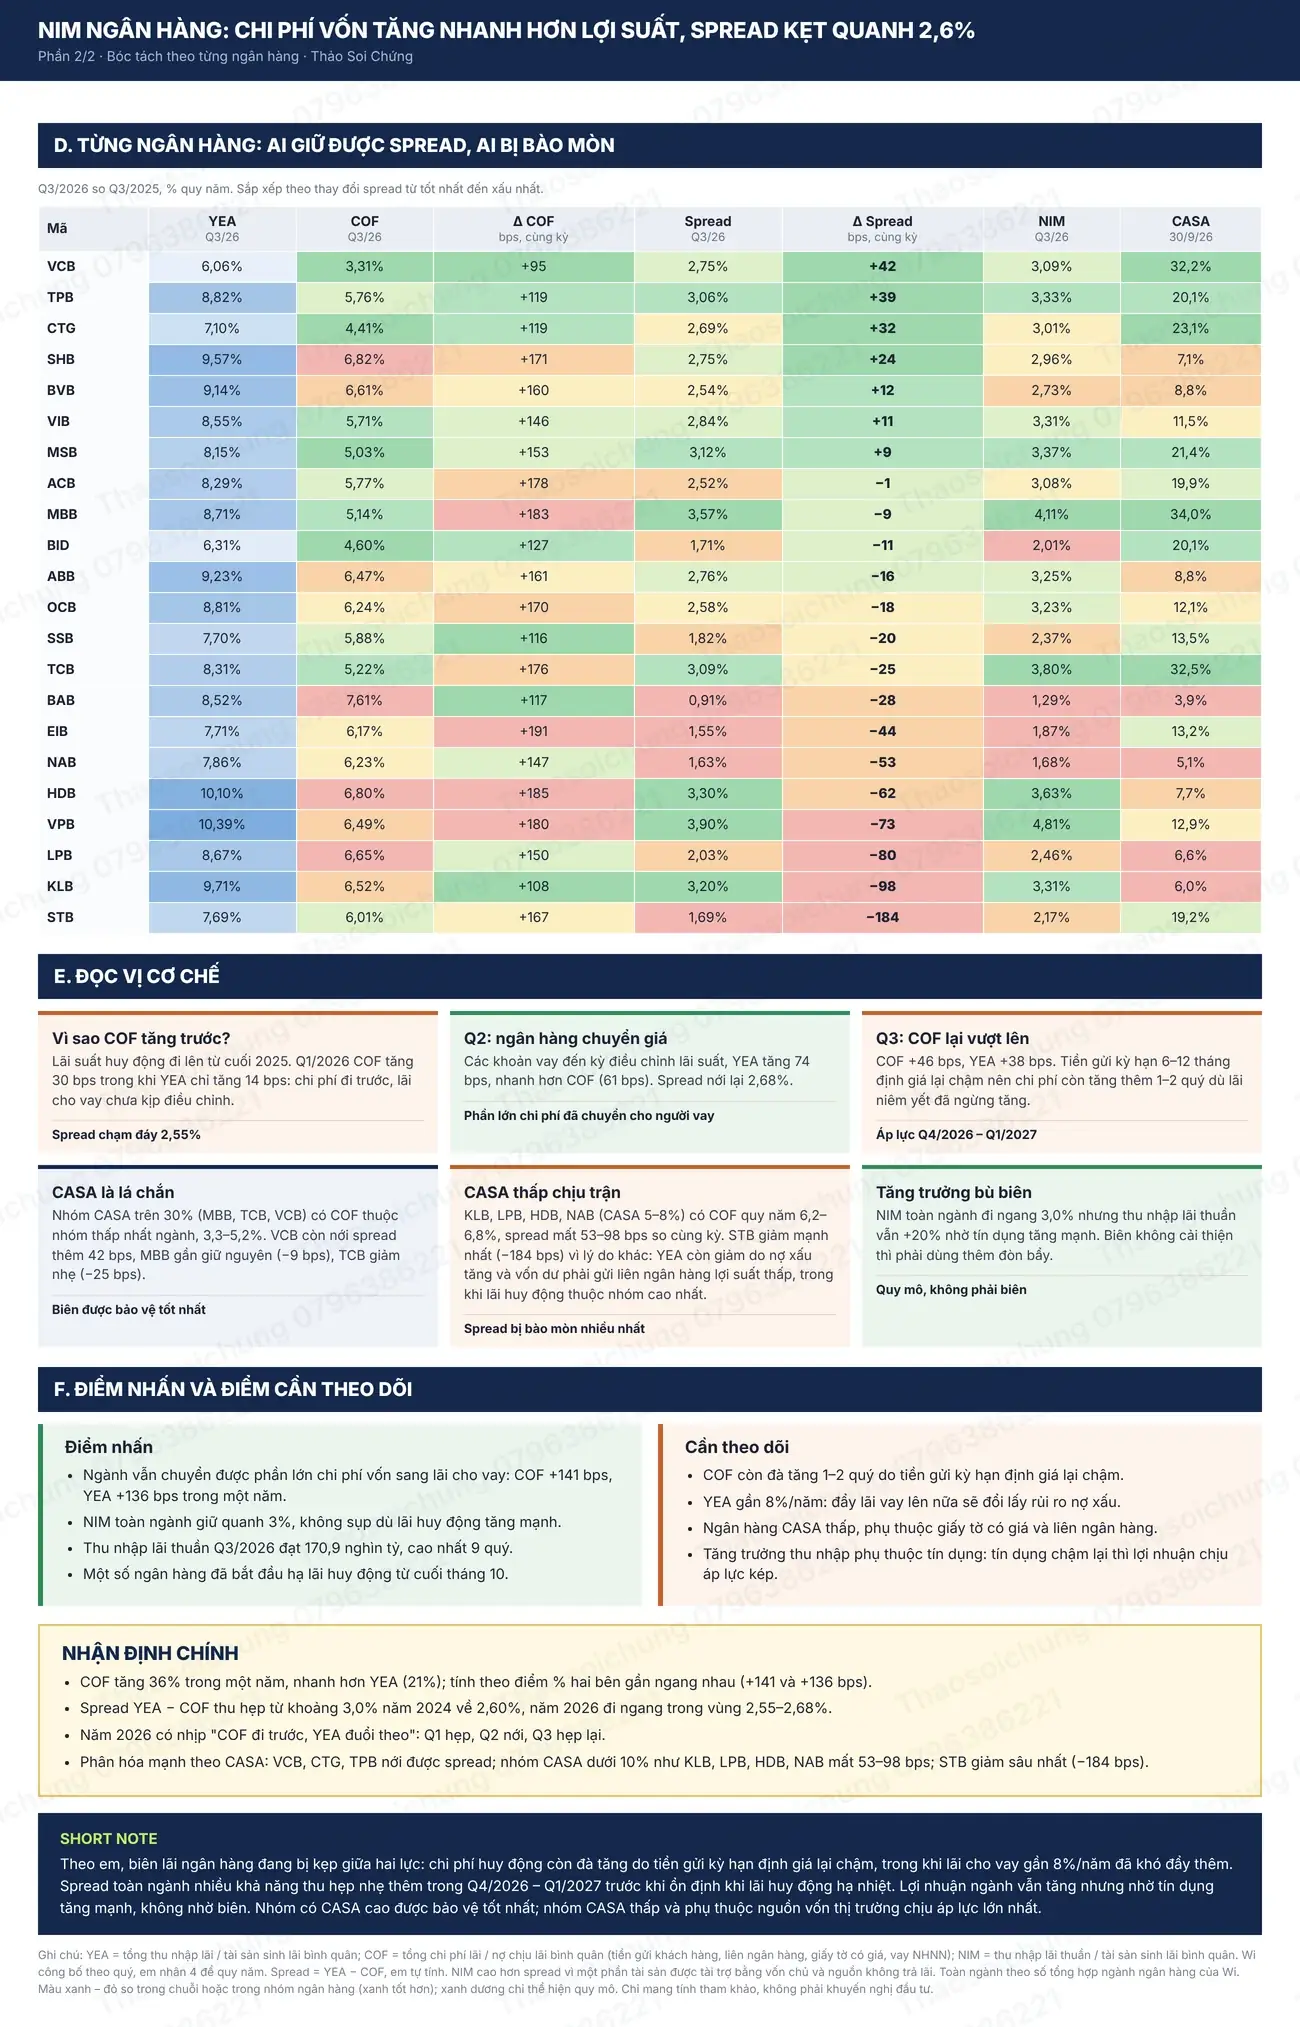 NIM NGÂN HÀNG: CHI PHÍ VỐN TĂNG NHANH HƠN LỢI SUẤT, SPREAD KẸT QUANH 2,6%
Phần 2/2 · Bóc tách theo từng ngân hàng · Thảo Soi Chứng
D. TỪNG NGÂN HÀNG: AI GIỮ ĐƯỢC SPREAD, AI BỊ BÀO MÒN
Q3/2026 so Q3/2025, % quy năm. Sắp xếp theo thay đổi spread từ tốt nhất đến xấu nhất.
Mã YEA COF Δ COF Spread Δ Spread NIM CASA
Q3/26 Q3/26 bps, cùng kỳ Q3/26 bps, cùng kỳ Q3/26 30/9/26
VCB 6,06% 3,31% +95 2,75% +42 3,09% 32,2%
TPB 8,82% 5,76% +119 3,06% +39 3,33% 20,1%
CTG 7,10% 4,41% +119 2,69% +32 3,01% 23,1%
SHB 9,57% 6,82% +171 2,75% +24 2,96% 7,1%
BVB 9,14% 6,61% +160 2,54% +12 2,73% 8,8%
VIB 8,55% 5,71% +146 2,84% +11 3,31% 11,5%
MSB 8,15% 5,03% +153 3,12% +9 3,37% 21,4%
ACB 8,29% 5,77% +178 2,52% −1 3,08% 19,9%
MBB 8,71% 5,14% +183 3,57% −9 4,11% 34,0%
BID 6,31% 4,60% +127 1,71% −11 2,01% 20,1%
ABB 9,23% 6,47% +161 2,76% −16 3,25% 8,8%
OCB 8,81% 6,24% +170 2,58% −18 3,23% 12,1%
SSB 7,70% 5,88% +116 1,82% −20 2,37% 13,5%
TCB 8,31% 5,22% +176 3,09% −25 3,80% 32,5%
BAB 8,52% 7,61% +117 0,91% −28 1,29% 3,9%
EIB 7,71% 6,17% +191 1,55% −44 1,87% 13,2%
NAB 7,86% 6,23% +147 1,63% −53 1,68% 5,1%
HDB 10,10% 6,80% +185 3,30% −62 3,63% 7,7%
VPB 10,39% 6,49% +180 3,90% −73 4,81% 12,9%
LPB 8,67% 6,65% +150 2,03% −80 2,46% 6,6%
KLB 9,71% 6,52% +108 3,20% −98 3,31% 6,0%
STB 7,69% 6,01% +167 1,69% −184 2,17% 19,2%
E. ĐỌC VỊ CƠ CHẾ
Vì sao COF tăng trước?
Lãi suất huy động đi lên từ cuối 2025. Q1/2026 COF tăng
30 bps trong khi YEA chỉ tăng 14 bps: chi phí đi trước, lãi
cho vay chưa kịp điều chỉnh.
Spread chạm đáy 2,55%
Q2: ngân hàng chuyển giá
Các khoản vay đến kỳ điều chỉnh lãi suất, YEA tăng 74
bps, nhanh hơn COF (61 bps). Spread nới lại 2,68%.
Phần lớn chi phí đã chuyển cho người vay
Q3: COF lại vượt lên
COF +46 bps, YEA +38 bps. Tiền gửi kỳ hạn 6–12 tháng
định giá lại chậm nên chi phí còn tăng thêm 1–2 quý dù lãi
niêm yết đã ngừng tăng.
Áp lực Q4/2026 – Q1/2027
CASA là lá chắn
Nhóm CASA trên 30% (MBB, TCB, VCB) có COF thuộc
nhóm thấp nhất ngành, 3,3–5,2%. VCB còn nới spread
thêm 42 bps, MBB gần giữ nguyên (−9 bps), TCB giảm
nhẹ (−25 bps).
Biên được bảo vệ tốt nhất
CASA thấp chịu trận
KLB, LPB, HDB, NAB (CASA 5–8%) có COF quy năm 6,2–
6,8%, spread mất 53–98 bps so cùng kỳ. STB giảm mạnh
nhất (−184 bps) vì lý do khác: YEA còn giảm do nợ xấu
tăng và vốn dư phải gửi liên ngân hàng lợi suất thấp, trong
khi lãi huy động thuộc nhóm cao nhất.
Spread bị bào mòn nhiều nhất
Tăng trưởng bù biên
NIM toàn ngành đi ngang 3,0% nhưng thu nhập lãi thuần
vẫn +20% nhờ tín dụng tăng mạnh. Biên không cải thiện
thì phải dùng thêm đòn bẩy.
Quy mô, không phải biên
F. ĐIỂM NHẤN VÀ ĐIỂM CẦN THEO DÕI
Điểm nhấn
• Ngành vẫn chuyển được phần lớn chi phí vốn sang lãi cho vay: COF +141 bps,
YEA +136 bps trong một năm.
• NIM toàn ngành giữ quanh 3%, không sụp dù lãi huy động tăng mạnh.
• Thu nhập lãi thuần Q3/2026 đạt 170,9 nghìn tỷ, cao nhất 9 quý.
• Một số ngân hàng đã bắt đầu hạ lãi huy động từ cuối tháng 10.
Cần theo dõi
• COF còn đà tăng 1–2 quý do tiền gửi kỳ hạn định giá lại chậm.
• YEA gần 8%/năm: đẩy lãi vay lên nữa sẽ đổi lấy rủi ro nợ xấu.
• Ngân hàng CASA thấp, phụ thuộc giấy tờ có giá và liên ngân hàng.
• Tăng trưởng thu nhập phụ thuộc tín dụng: tín dụng chậm lại thì lợi nhuận chịu
áp lực kép.
NHẬN ĐỊNH CHÍNH
• COF tăng 36% trong một năm, nhanh hơn YEA (21%); tính theo điểm % hai bên gần ngang nhau (+141 và +136 bps).
• Spread YEA − COF thu hẹp từ khoảng 3,0% năm 2024 về 2,60%, năm 2026 đi ngang trong vùng 2,55–2,68%.
• Năm 2026 có nhịp "COF đi trước, YEA đuổi theo": Q1 hẹp, Q2 nới, Q3 hẹp lại.
• Phân hóa mạnh theo CASA: VCB, CTG, TPB nới được spread; nhóm CASA dưới 10% như KLB, LPB, HDB, NAB mất 53–98 bps; STB giảm sâu nhất (−184 bps).
SHORT NOTE
Theo em, biên lãi ngân hàng đang bị kẹp giữa hai lực: chi phí huy động còn đà tăng do tiền gửi kỳ hạn định giá lại chậm, trong khi lãi cho vay gần 8%/năm đã khó đẩy thêm.
Spread toàn ngành nhiều khả năng thu hẹp nhẹ thêm trong Q4/2026 – Q1/2027 trước khi ổn định khi lãi huy động hạ nhiệt. Lợi nhuận ngành vẫn tăng nhưng nhờ tín dụng
tăng mạnh, không nhờ biên. Nhóm có CASA cao được bảo vệ tốt nhất; nhóm CASA thấp và phụ thuộc nguồn vốn thị trường chịu áp lực lớn nhất.
Ghi chú: YEA = tổng thu nhập lãi / tài sản sinh lãi bình quân; COF = tổng chi phí lãi / nợ chịu lãi bình quân (tiền gửi khách hàng, liên ngân hàng, giấy tờ có giá, vay NHNN); NIM = thu nhập lãi thuần / tài sản sinh lãi bình quân. Wi
công bố theo quý, em nhân 4 để quy năm. Spread = YEA − COF, em tự tính. NIM cao hơn spread vì một phần tài sản được tài trợ bằng vốn chủ và nguồn không trả lãi. Toàn ngành theo số tổng hợp ngành ngân hàng của Wi.
Màu xanh – đỏ so trong chuỗi hoặc trong nhóm ngân hàng (xanh tốt hơn); xanh dương chỉ thể hiện quy mô. Chỉ mang tính tham khảo, không phải khuyến nghị đầu tư.
Thaosoichung 0796386221